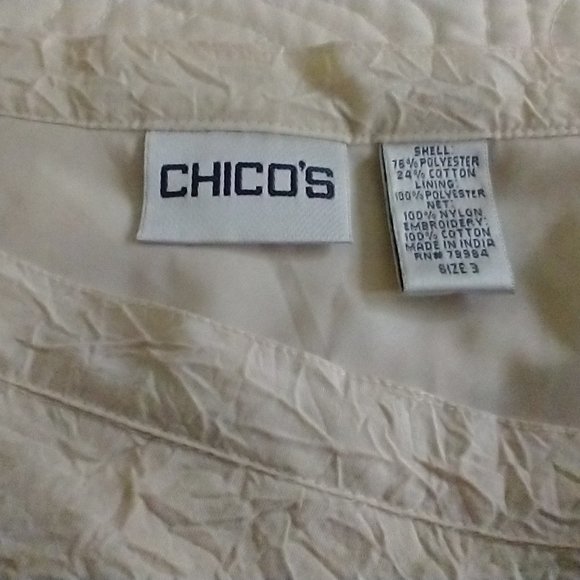 CHICO'S
SHELL:
76% POLYESTER
24% COTTON
LINING:
100% POLYESTER
NET:
100% NYLON
EMBROIDERY:
100% COTTON
MADE IN INDIA
RN# 79984
SIZE 3